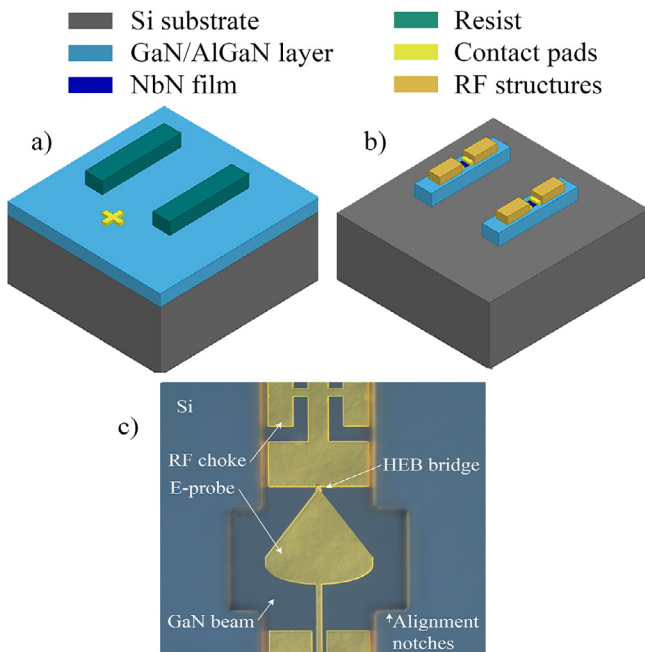 Si substrate
GaN/AlGaN layer
NbN film
Resist
Contact pads
RF structures
a)
b)
c)
Si
RF choke
E-probe
HEB bridge
GaN beam
Alignment
notches